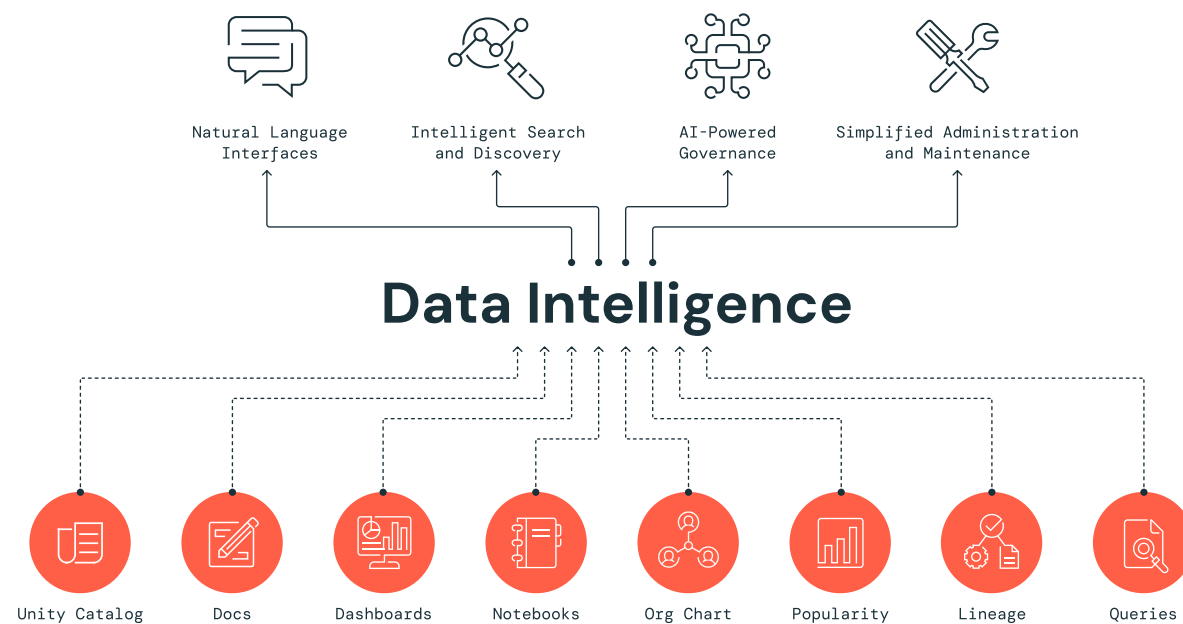 Natural Language
Interfaces
Intelligent Search
and Discovery
AI-Powered
Governance
Simplified Administration
and Maintenance
Data Intelligence
Unity Catalog
Docs
Dashboards
Notebooks
Org Chart
Popularity
Lineage
Queries